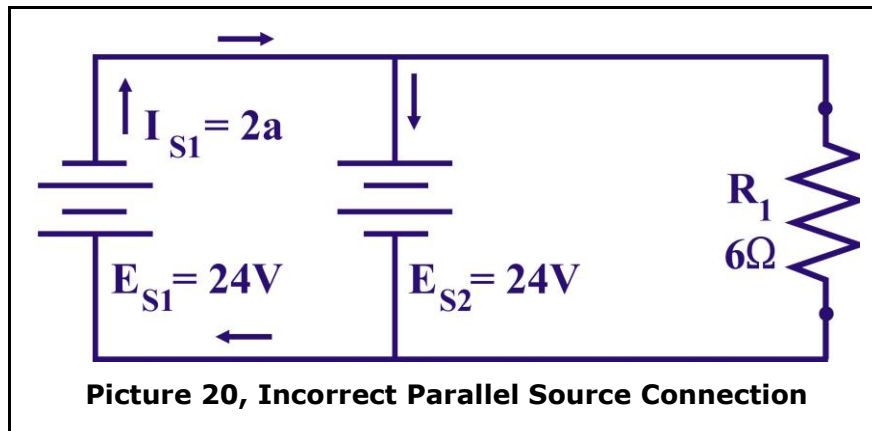 I S1 = 2a
E S1 = 24V
E S2 = 24V
R 1
6Ω
Picture 20, Incorrect Parallel Source Connection